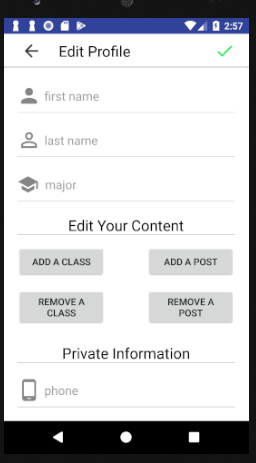 2:57
Edit Profile
first name
last name
major
Edit Your Content
ADD A CLASS
ADD A POST
REMOVE A
CLASS
REMOVE A
POST
Private Information
phone